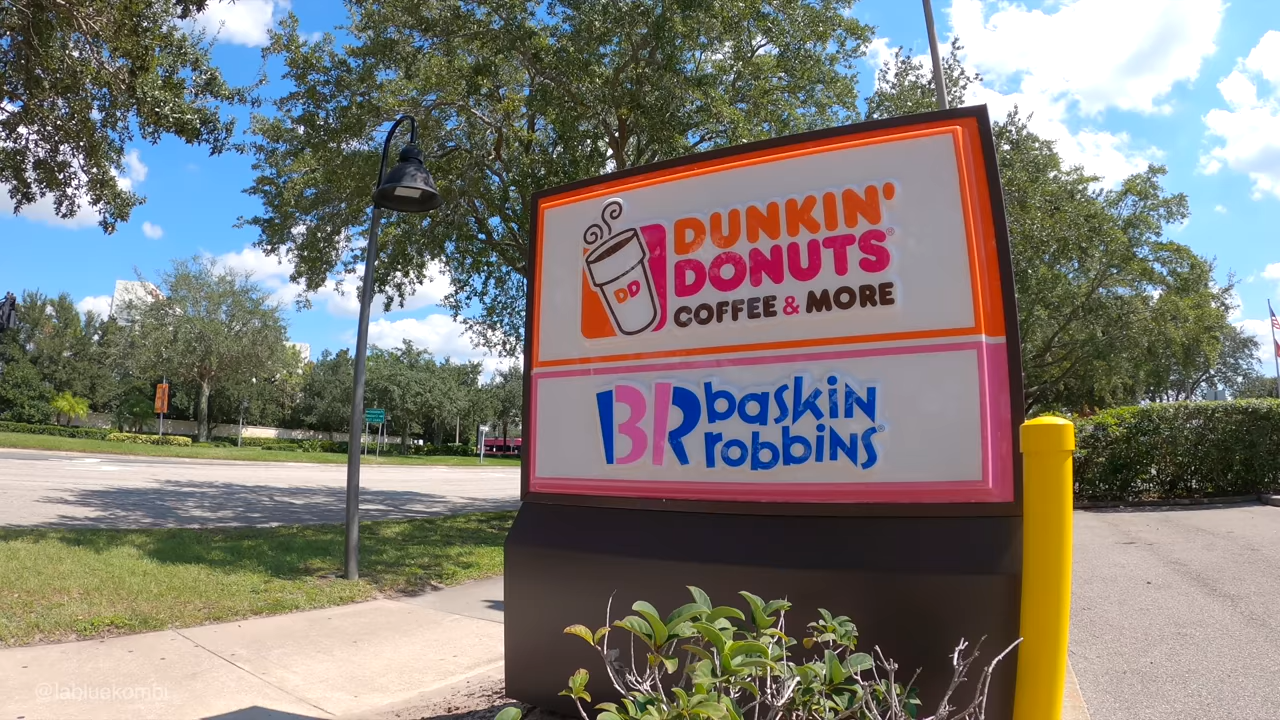 DUNKIN'
DONUTS
COFFEE & MORE
DD
BR
baskin
robbins
@labluekombi